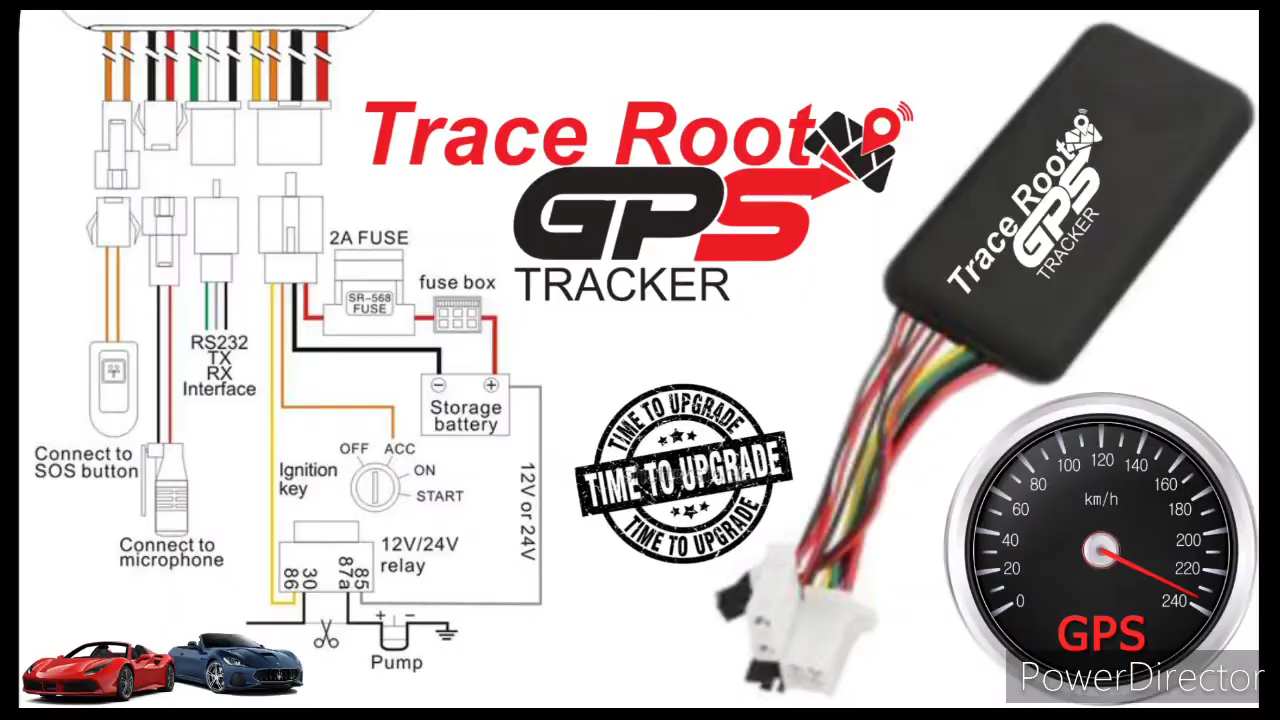 Trace Root
GPS
TRACKER
2A FUSE
fuse box
SR-568
FUSE
RS232
TX
RX
Interface
Storage
battery
Connect to
SOS button
OFF
ACC
ON
START
Ignition
key
12V or 24V
Connect to
microphone
12V/24V
relay
86
30
87a
85
Pump
TIME TO UPGRADE
TIME TO UPGRADE
TIME TO UPGRADE
Trace Root
GPS
TRACKER
0
20
40
60
80
100
120
140
160
180
200
220
240
km/h
GPS
PowerDirector